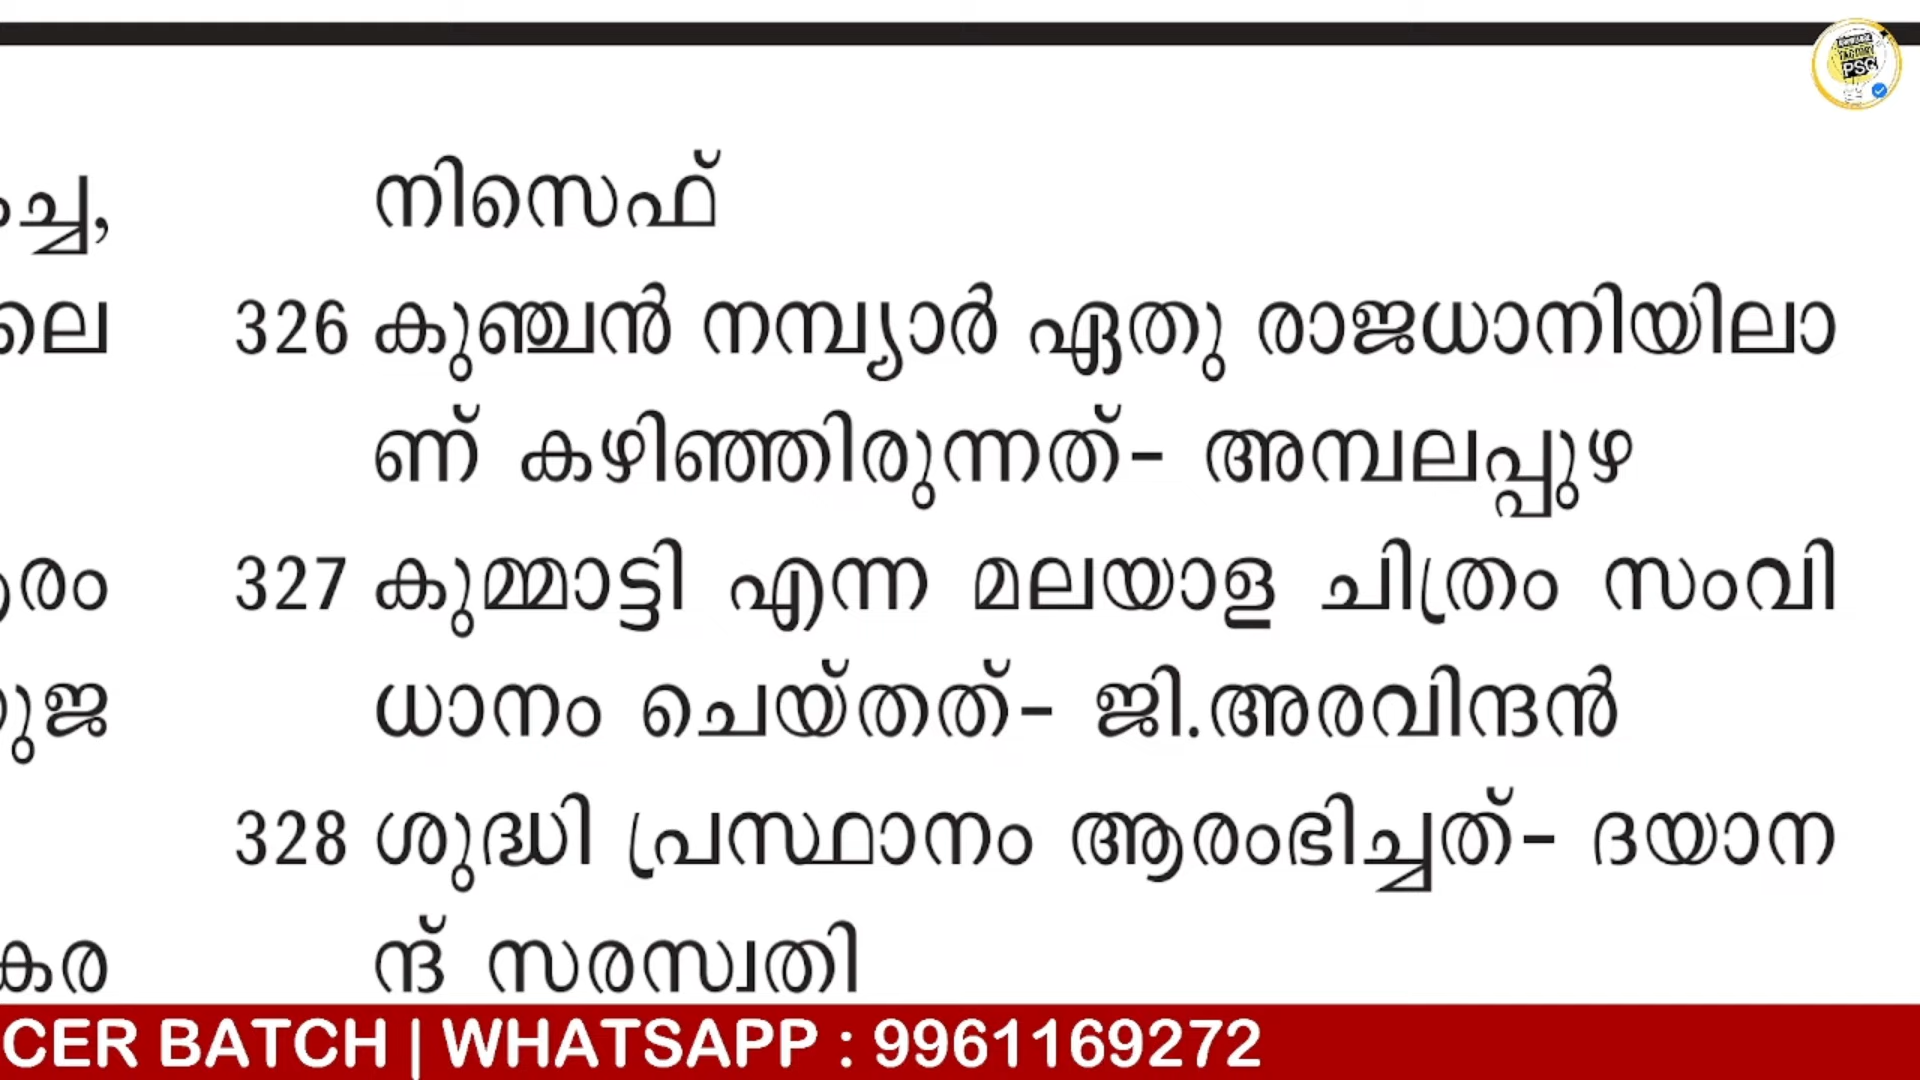 നിസെഫ്
326 കുഞ്ചൻ നമ്പ്യാർ ഏതു രാജധാനിയിലാ
ണ് കഴിഞ്ഞിരുന്നത്- അമ്പലപ്പുഴ
327 കുമ്മാട്ടി എന്ന മലയാള ചിത്രം സംവി
ധാനം ചെയ്തത്- ജി.അരവിന്ദൻ
328 ശുദ്ധി പ്രസ്ഥാനം ആരംഭിച്ചത്- ദയാന
ന്ദ് സരസ്വതി
CER BATCH | WHATSAPP : 9961169272